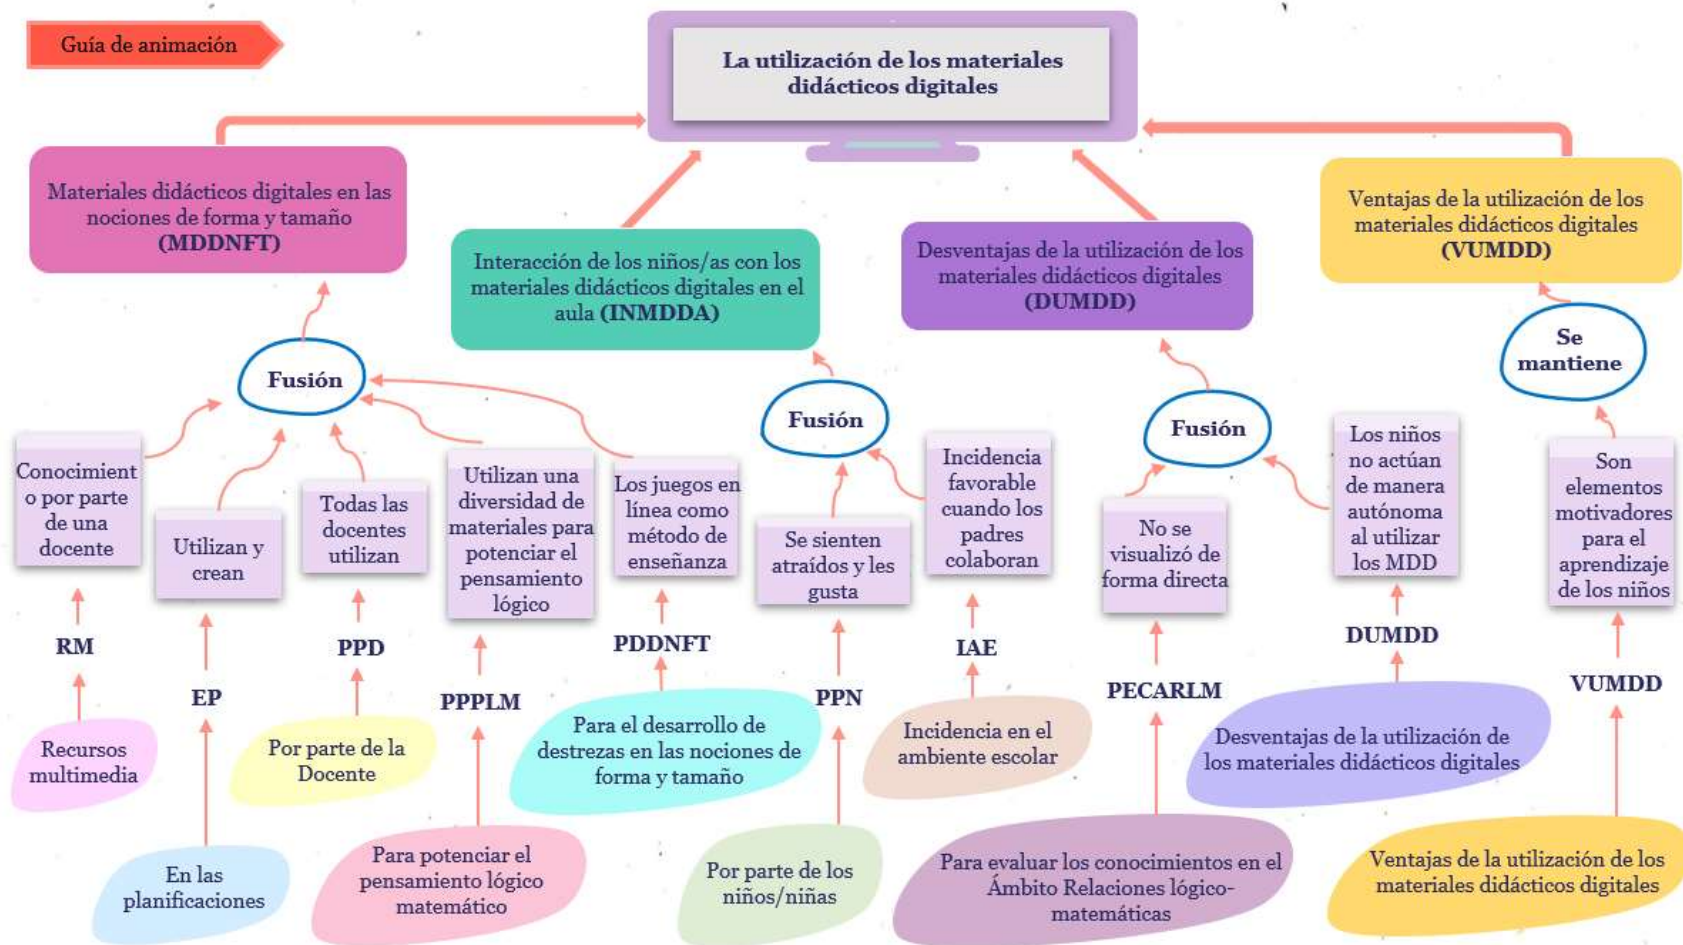 Guía de animación
La utilización de los materiales
didácticos digitales
Materiales didácticos digitales en las
nociones de forma y tamaño
(MDDNFT)
Interacción de los niños/as con los
materiales didácticos digitales en el
aula (INMDDA)
Desventajas de la utilización de los
materiales didácticos digitales
(DUMDD)
Ventajas de la utilización de los
materiales didácticos digitales
(VUMDD)
Fusión
Fusión
Fusión
Se
mantiene
Conocimient
o por parte
de una
docente
Utilizan y
crean
Todas las
docentes
utilizan
Utilizan una
diversidad de
materiales para
potenciar el
pensamiento
lógico
Los juegos en
línea como
método de
enseñanza
Se sienten
atraídos y les
gusta
Incidencia
favorable
cuando los
padres
colaboran
No se
visualizó de
forma directa
Los niños
no actúan
de manera
autónoma
al utilizar
los MDD
Son
elementos
motivadores
para el
aprendizaje
de los niños
RM
EP
PPD
PPPLM
PDDNFT
PPN
IAE
PECARLM
DUMDD
VUMDD
Recursos
multimedia
En las
planificaciones
Por parte de la
Docente
Para potenciar el
pensamiento lógico
matemático
Para el desarrollo de
destrezas en las nociones de
forma y tamaño
Por parte de los
niños/niñas
Incidencia en el
ambiente escolar
Para evaluar los conocimientos en el
Ámbito Relaciones lógico-
matemáticas
Desventajas de la utilización de
los materiales didácticos digitales
Ventajas de la utilización de los
materiales didácticos digitales